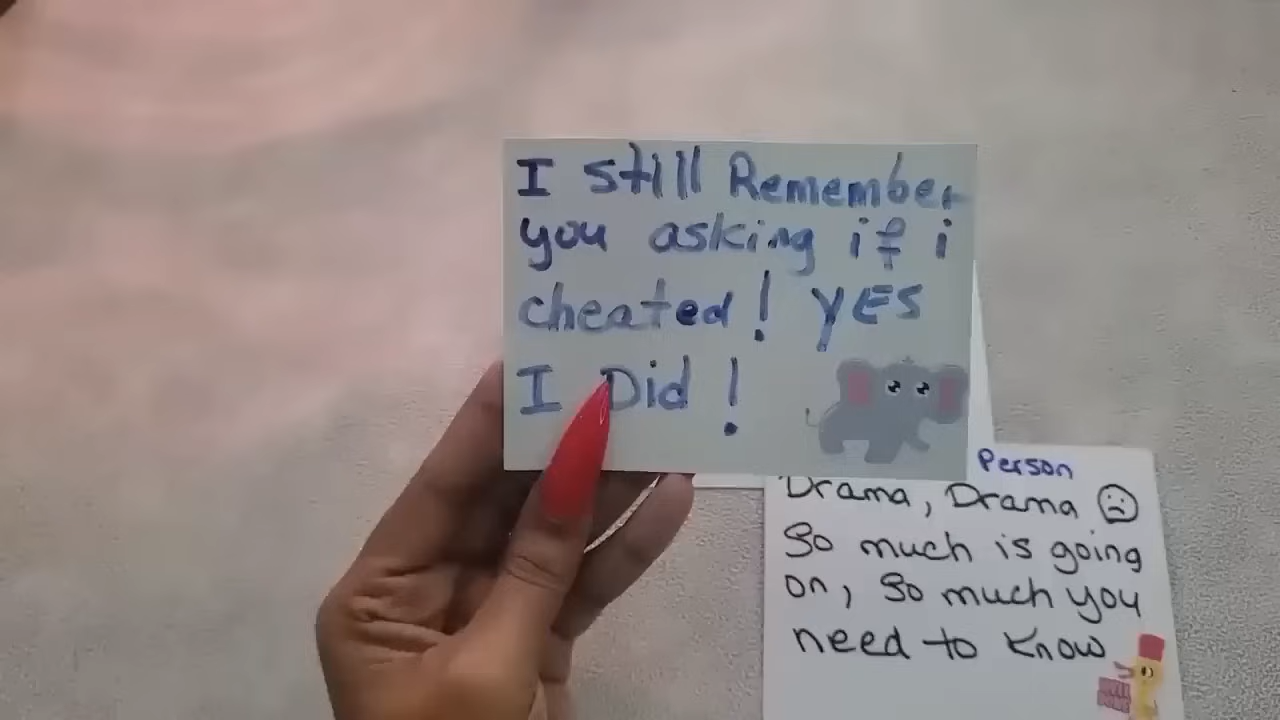 I still Remember
you asking if i
cheated! YES
I Did!
Person
Drama, Drama
So much is going
on, so much you
need to know